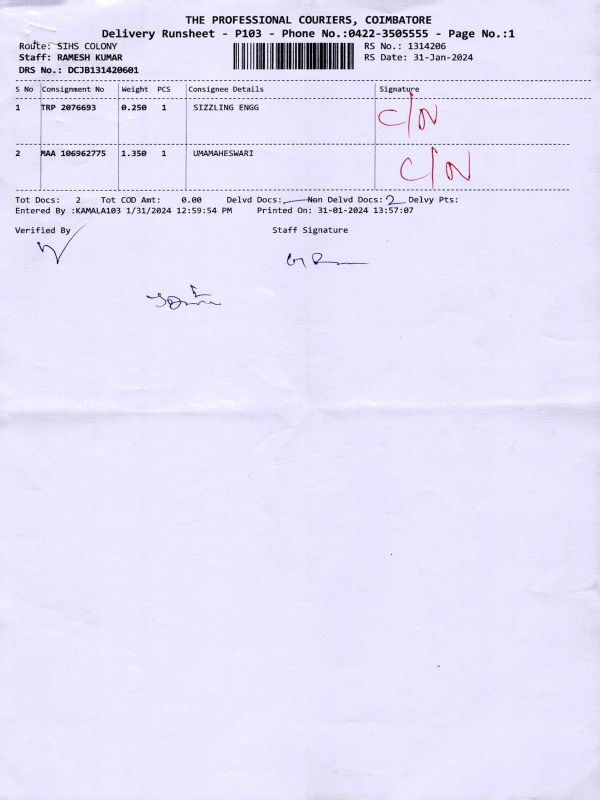 THE PROFESSIONAL COURIERS, COIMBATORE
Delivery Runsheet - P103 - Phone No.:0422-3505555 - Page No.:1
Route: SIHS COLONY RS No.: 1314206
Staff: RAMESH KUMAR RS Date: 31-Jan-2024
DRS No.: DCJB131420601
S No Consignment No Weight PCS Consignee Details Signature
1 TRP 2076693 0.250 1 SIZZLING ENGG C/N
2 MAA 106962775 1.350 1 UMAMAHESWARI C/N
Tot Docs: 2 Tot COD Amt: 0.00 Delvd Docs: — Non Delvd Docs: 2 Delvy Pts:
Entered By :KAMALA103 1/31/2024 12:59:54 PM Printed On: 31-01-2024 13:57:07
Verified By Staff Signature